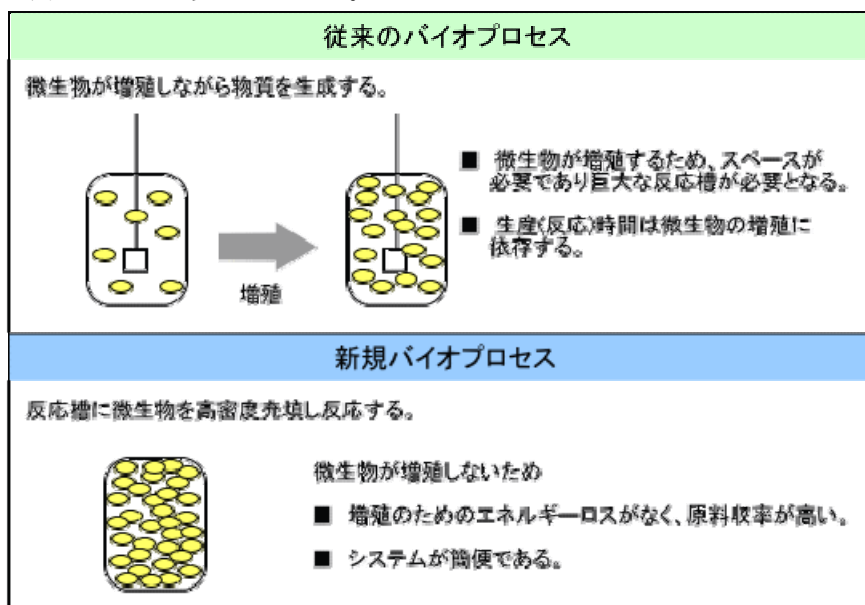 従来のバイオプロセス
微生物が増殖しながら物質を生成する。
■ 微生物が増殖するため、スペースが
必要であり巨大な反応槽が必要となる。
■ 生産(反応)時間は微生物の増殖に
依存する。
増殖
新規バイオプロセス
反応槽に微生物を高密度充填し反応する。
微生物が増殖しないため
■ 増殖のためのエネルギーロスがなく、原料収率が高い。
■ システムが簡便である。